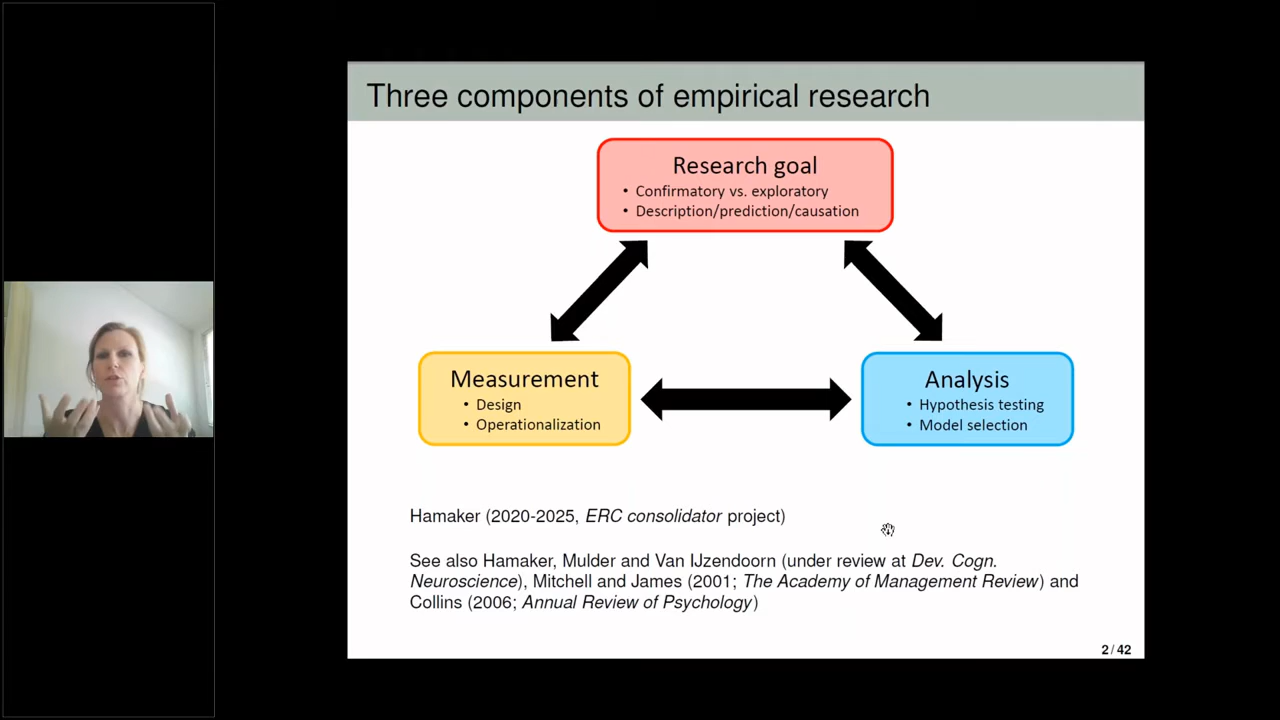 Three components of empirical research
Research goal
• Confirmatory vs. exploratory
• Description/prediction/causation
Measurement
• Design
• Operationalization
Analysis
• Hypothesis testing
• Model selection
Hamaker (2020-2025, ERC consolidator project)
See also Hamaker, Mulder and Van IJzendoorn (under review at Dev. Cogn.
Neuroscience), Mitchell and James (2001; The Academy of Management Review) and
Collins (2006; Annual Review of Psychology)
2 / 42